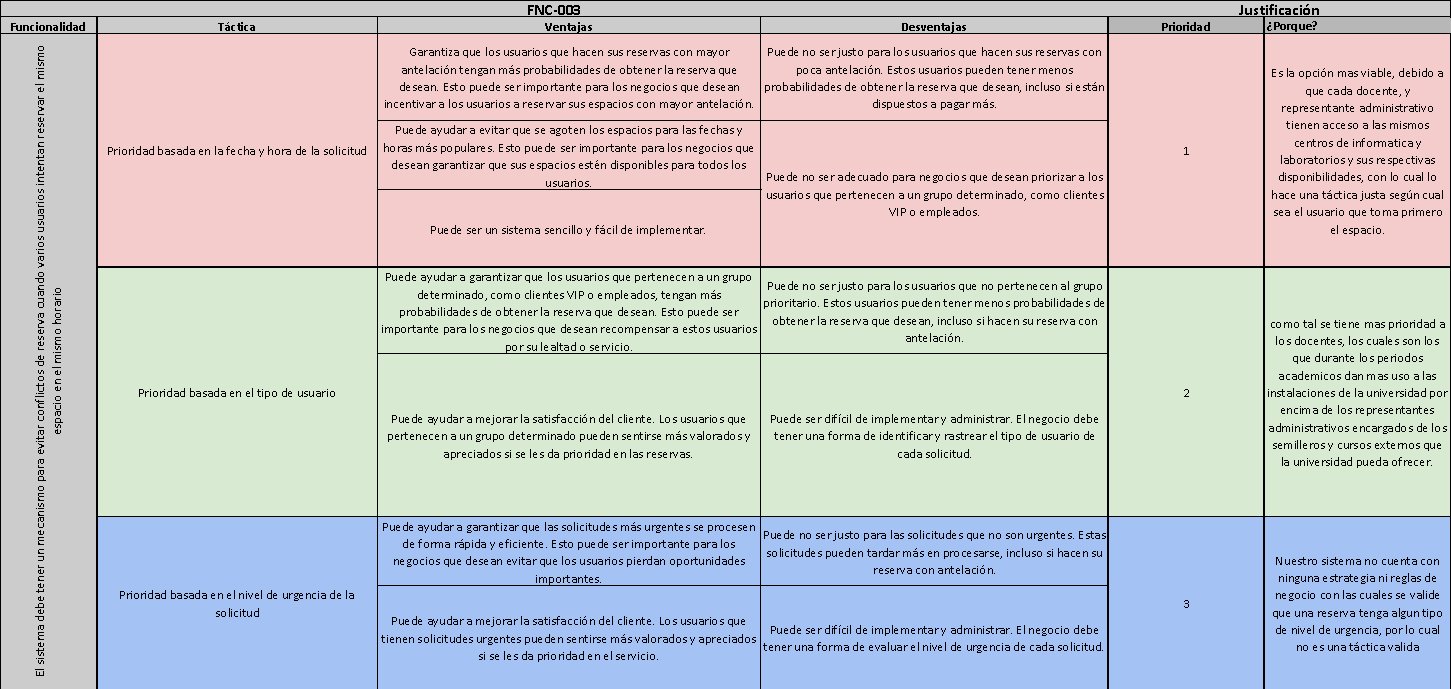 FNC-003
Justificación
Funcionalidad
Táctica
Ventajas
Desventajas
Prioridad
¿Porque?
El sistema debe tener un mecanismo para evitar conflictos de reserva cuando varios usuarios intentan reservar el mismo
espacio en el mismo horario
Prioridad basada en la fecha y hora de la solicitud
Garantiza que los usuarios que hacen sus reservas con mayor
antelación tengan más probabilidades de obtener la reserva que
desean. Esto puede ser importante para los negocios que desean
incentivar a los usuarios a reservar sus espacios con mayor antelación.
Puede ayudar a evitar que se agoten los espacios para las fechas y
horas más populares. Esto puede ser importante para los negocios que
desean garantizar que sus espacios estén disponibles para todos los
usuarios.
Puede ser un sistema sencillo y fácil de implementar.
Puede no ser justo para los usuarios que hacen sus reservas con
poca antelación. Estos usuarios pueden tener menos
probabilidades de obtener la reserva que desean, incluso si están
dispuestos a pagar más.
Puede no ser adecuado para negocios que desean priorizar a los
usuarios que pertenecen a un grupo determinado, como clientes
VIP o empleados.
1
Es la opción mas viable, debido a
que cada docente, y
representante administrativo
tienen acceso a las mismos
centros de informatica y
laboratorios y sus respectivas
disponibilidades, con lo cual lo
hace una táctica justa según cual
sea el usuario que toma primero
el espacio.
Prioridad basada en el tipo de usuario
Puede ayudar a garantizar que los usuarios que pertenecen a un grupo
determinado, como clientes VIP o empleados, tengan más
probabilidades de obtener la reserva que desean. Esto puede ser
importante para los negocios que desean recompensar a estos usuarios
por su lealtad o servicio.
Puede ayudar a mejorar la satisfacción del cliente. Los usuarios que
pertenecen a un grupo determinado pueden sentirse más valorados y
apreciados si se les da prioridad en las reservas.
Puede no ser justo para los usuarios que no pertenecen al grupo
prioritario. Estos usuarios pueden tener menos probabilidades de
obtener la reserva que desean, incluso si hacen su reserva con
antelación.
Puede ser difícil de implementar y administrar. El negocio debe
tener una forma de identificar y rastrear el tipo de usuario de
cada solicitud.
2
como tal se tiene mas prioridad a
los docentes, los cuales son los
que durante los periodos
academicos dan mas uso a las
instalaciones de la universidad por
encima de los representantes
administrativos encargados de los
semilleros y cursos externos que
la universidad pueda ofrecer.
Prioridad basada en el nivel de urgencia de la
solicitud
Puede ayudar a garantizar que las solicitudes más urgentes se procesen
de forma rápida y eficiente. Esto puede ser importante para los
negocios que desean evitar que los usuarios pierdan oportunidades
importantes.
Puede ayudar a mejorar la satisfacción del cliente. Los usuarios que
tienen solicitudes urgentes pueden sentirse más valorados y apreciados
si se les da prioridad en el servicio.
Puede no ser justo para las solicitudes que no son urgentes. Estas
solicitudes pueden tardar más en procesarse, incluso si hacen su
reserva con antelación.
Puede ser difícil de implementar y administrar. El negocio debe
tener una forma de evaluar el nivel de urgencia de cada solicitud.
3
Nuestro sistema no cuenta con
ninguna estrategia ni reglas de
negocio con las cuales se valide
que una reserva tenga algun tipo
de nivel de urgencia, por lo cual
no es una táctica valida